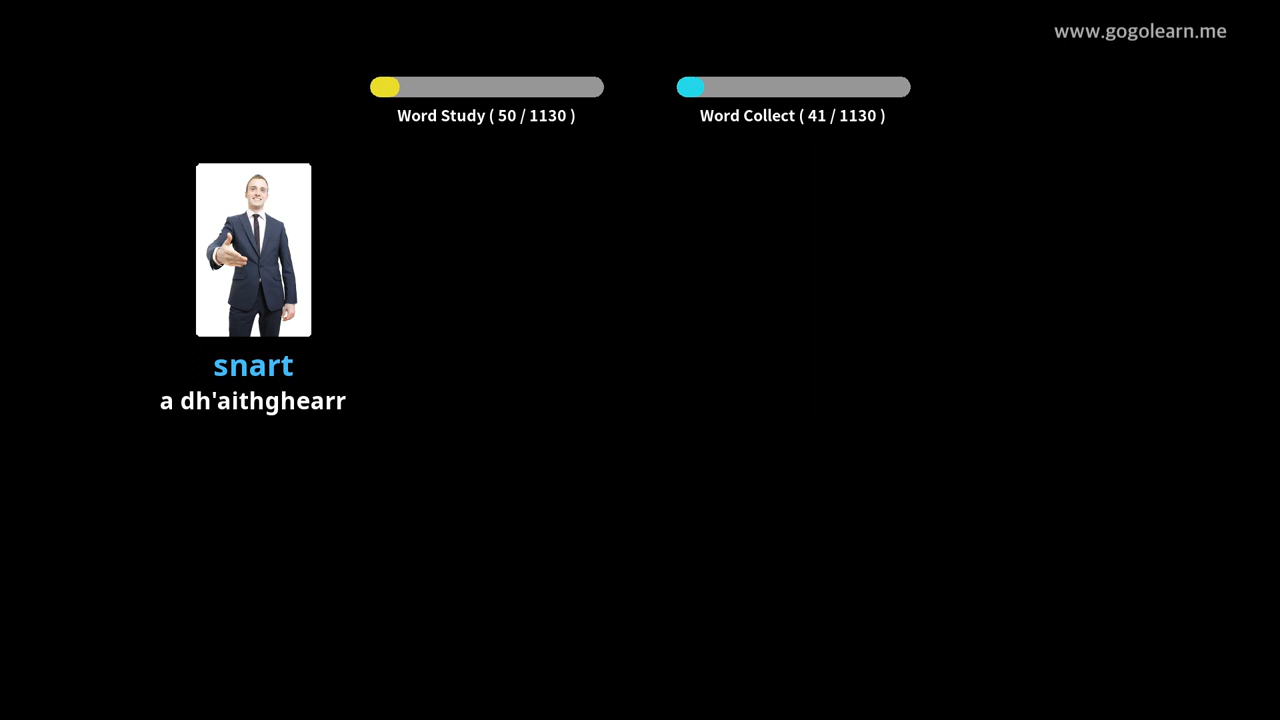 www.gogolearn.me
Word Study ( 50 / 1130 )
Word Collect ( 41 / 1130 )
snart
a dh'aithghearr